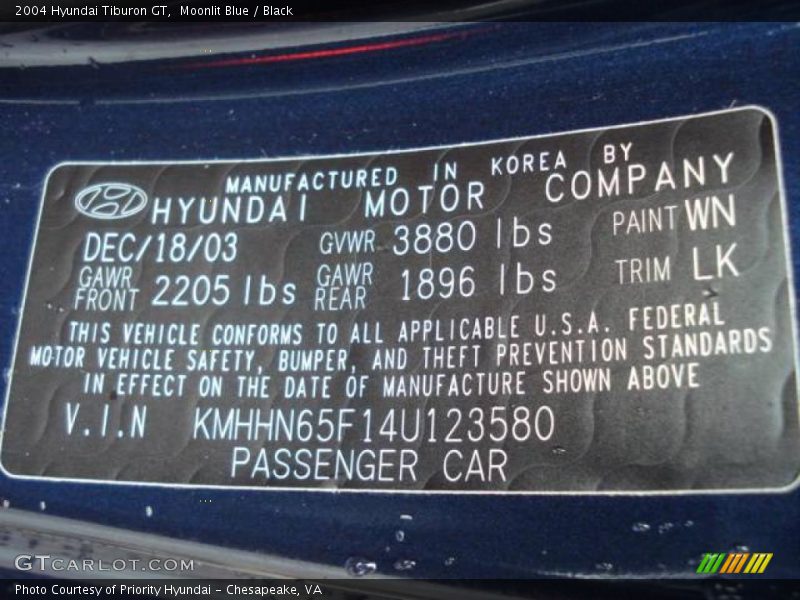 2004 Hyundai Tiburon GT,  Moonlit Blue / Black
MANUFACTURED IN KOREA BY
HYUNDAI MOTOR COMPANY
DEC/18/03 GVWR 3880 lbs PAINT WN
GAWR FRONT 2205 lbs GAWR REAR 1896 lbs TRIM LK
THIS VEHICLE CONFORMS TO ALL APPLICABLE U.S.A. FEDERAL
MOTOR VEHICLE SAFETY, BUMPER, AND THEFT PREVENTION STANDARDS
IN EFFECT ON THE DATE OF MANUFACTURE SHOWN ABOVE
V.I.N KMHHN65F14U123580
PASSENGER CAR
GTCARLOT.COM
Photo Courtesy of Priority Hyundai - Chesapeake, VA